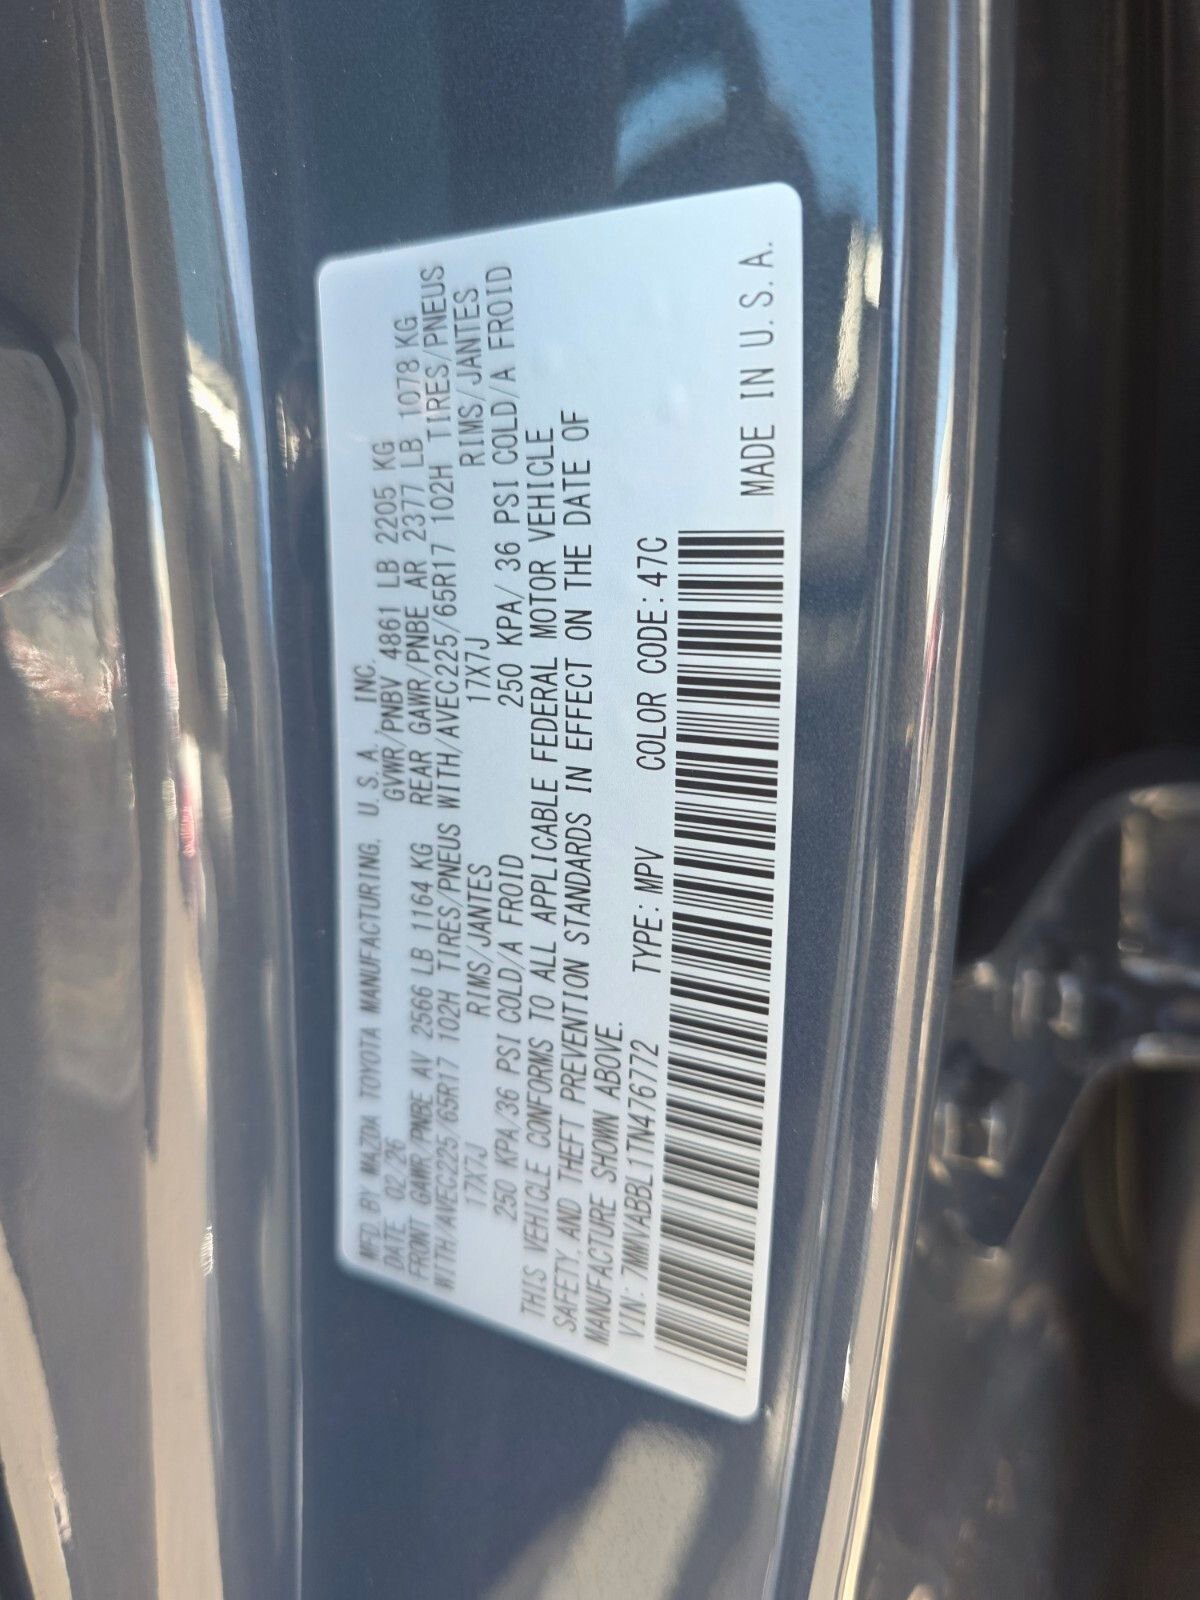 MFD. BY MAZDA TOYOTA MANUFACTURING, U.S.A., INC.
DATE 02/26 GVWR/PNBV 4861 LB 2205 KG
FRONT GAWR/PNBE AV 2566 LB 1164 KG REAR GAWR/PNBE AR 2377 LB 1078 KG
WITH/AVEC225/65R17 102H TIRES/PNEUS WITH/AVEC225/65R17 102H TIRES/PNEUS
17X7J RIMS/JANTES 17X7J RIMS/JANTES
250 KPA/36 PSI COLD/A FROID 250 KPA/ 36 PSI COLD/A FROID
THIS VEHICLE CONFORMS TO ALL APPLICABLE FEDERAL MOTOR VEHICLE
SAFETY, AND THEFT PREVENTION STANDARDS IN EFFECT ON THE DATE OF
MANUFACTURE SHOWN ABOVE.
VIN: 7MMVABBL1TN476772 TYPE: MPV COLOR CODE: 47C
MADE IN U.S.A.